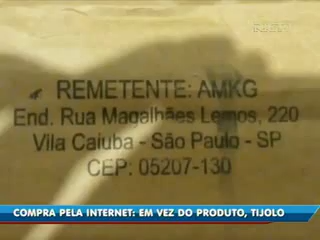 REMETENTE: AMKG
End. Rua Magalhães Lemos, 220
Vila Caiuba - São Paulo - SP
CEP: 05207-130
COMPRA PELA INTERNET: EM VEZ DO PRODUTO, TIJOLO